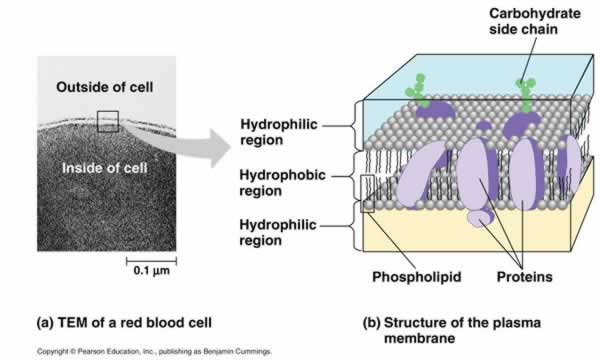 Carbohydrate
side chain
Outside of cell
Inside of cell
Hydrophilic
region
Hydrophobic
region
Hydrophilic
region
0.1 µm
Phospholipid
Proteins
(a) TEM of a red blood cell
(b) Structure of the plasma
membrane
Copyright © Pearson Education, Inc., publishing as Benjamin Cummings.